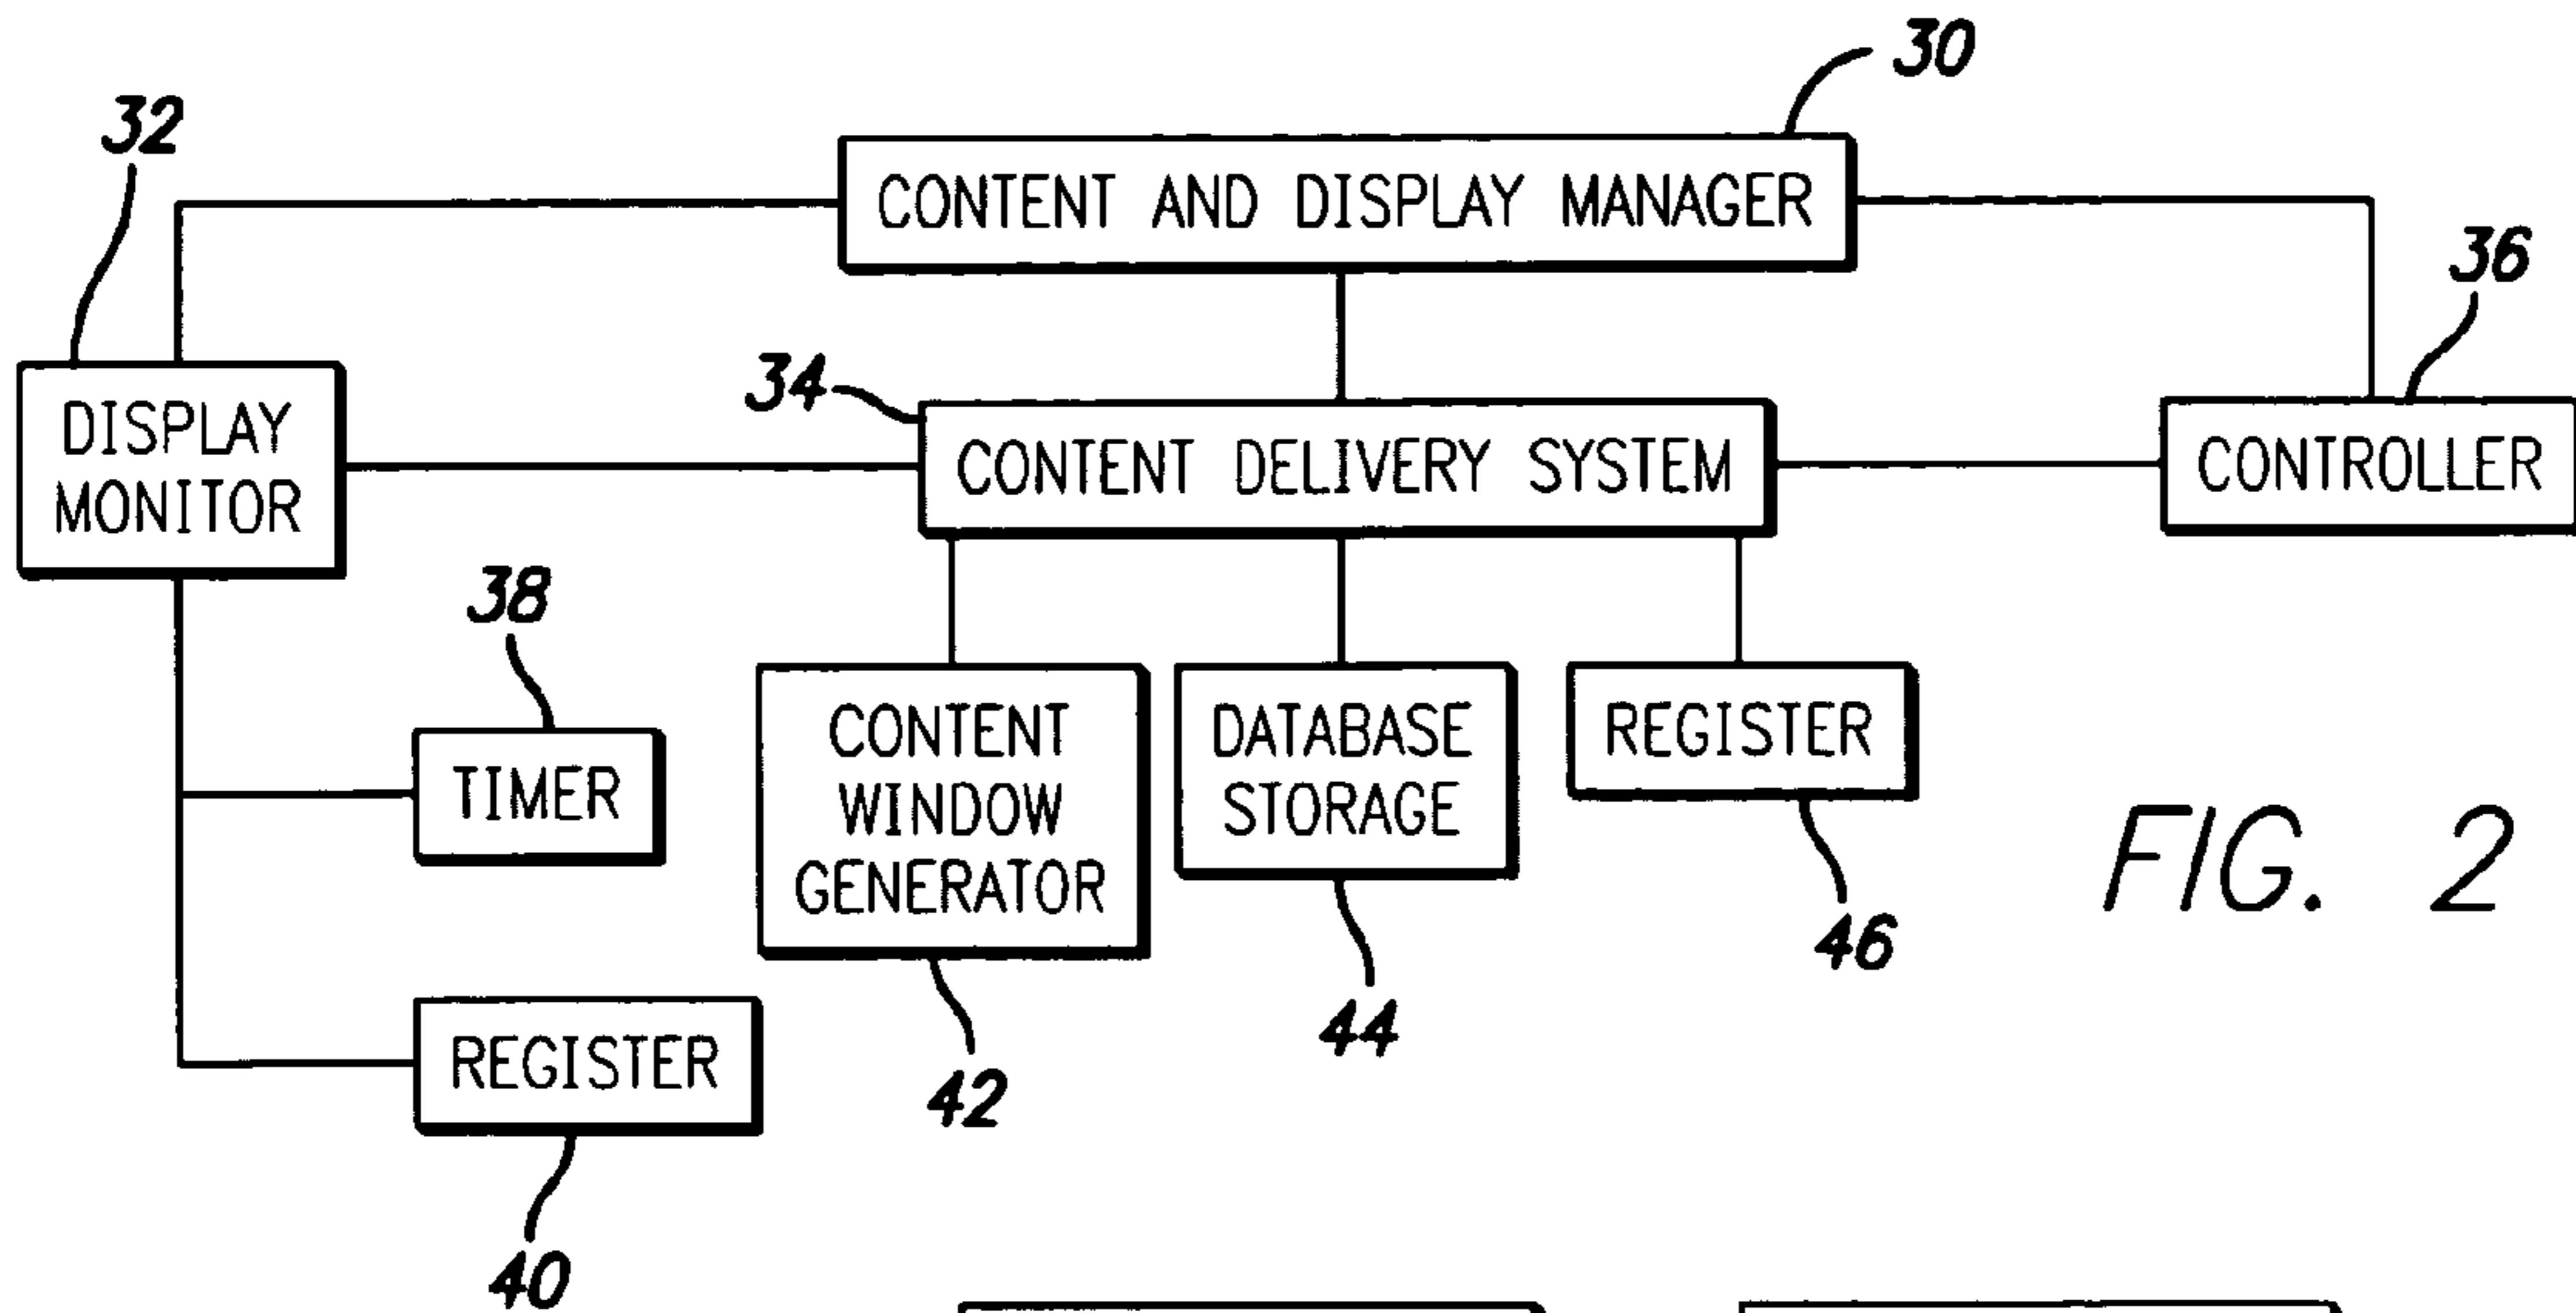 30
32
CONTENT AND DISPLAY MANAGER
36
34
DISPLAY
MONITOR
CONTENT DELIVERY SYSTEM
CONTROLLER
38
TIMER
CONTENT
WINDOW
GENERATOR
DATABASE
STORAGE
REGISTER
FIG. 2
46
44
REGISTER
42
40